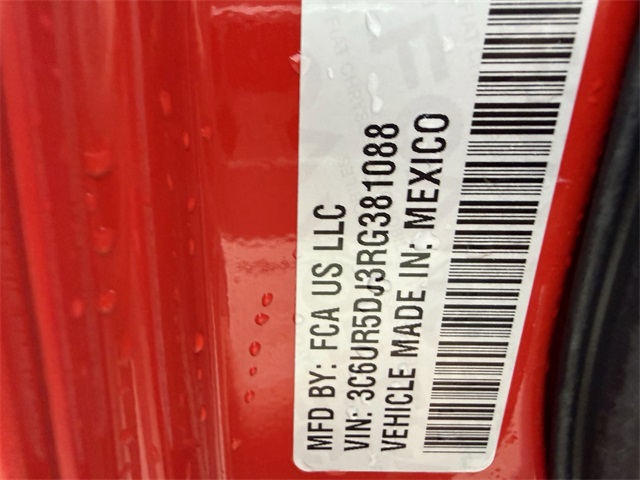 MFD BY: FCA US LLC
VIN: 3C6UR5DJ3RG381088
VEHICLE MADE IN: MEXICO